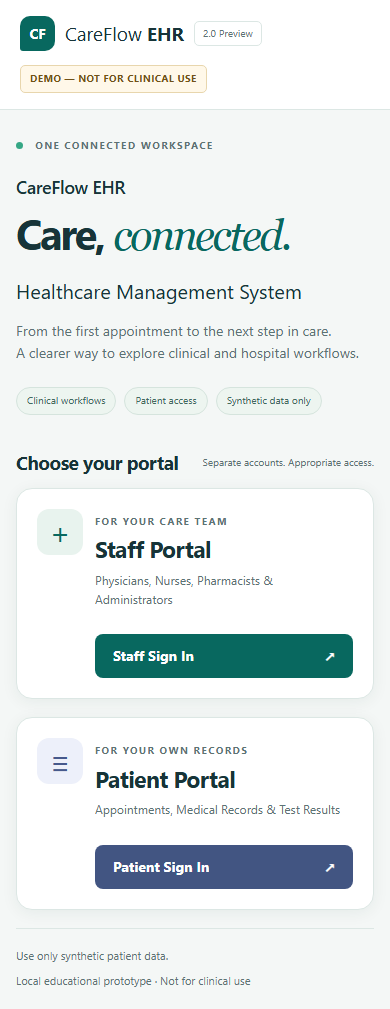 CF CareFlow EHR 2.0 Preview
DEMO — NOT FOR CLINICAL USE
ONE CONNECTED WORKSPACE
CareFlow EHR
Care, connected.
Healthcare Management System
From the first appointment to the next step in care.
A clearer way to explore clinical and hospital workflows.
Clinical workflows Patient access Synthetic data only
Choose your portal Separate accounts. Appropriate access.
FOR YOUR CARE TEAM
Staff Portal
Physicians, Nurses, Pharmacists &
Administrators
Staff Sign In ↗
FOR YOUR OWN RECORDS
Patient Portal
Appointments, Medical Records & Test Results
Patient Sign In ↗
Use only synthetic patient data.
Local educational prototype · Not for clinical use